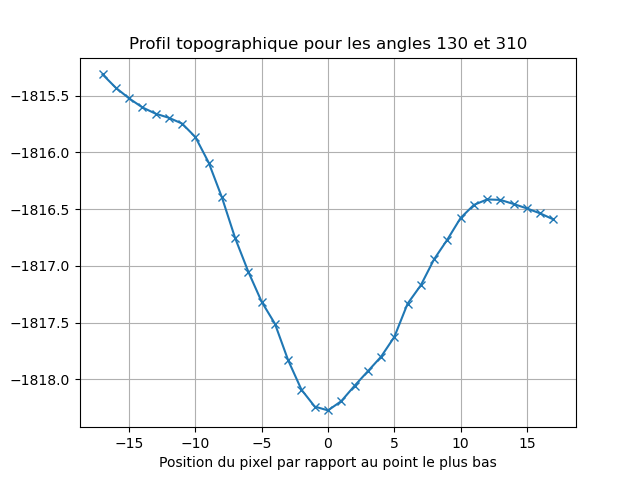 Profil topographique pour les angles 130 et 310
−1815.5
−1816.0
−1816.5
−1817.0
−1817.5
−1818.0
−15 −10 −5 0 5 10 15
Position du pixel par rapport au point le plus bas